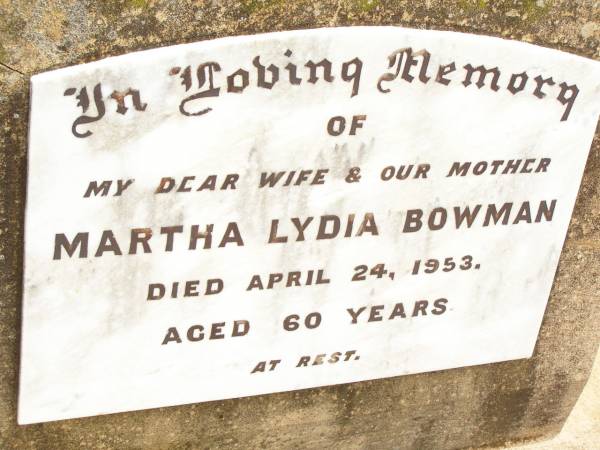 In Loving Memory
OF
MY DEAR WIFE & OUR MOTHER
MARTHA LYDIA BOWMAN
DIED APRIL 24, 1953.
AGED 60 YEARS
AT REST.